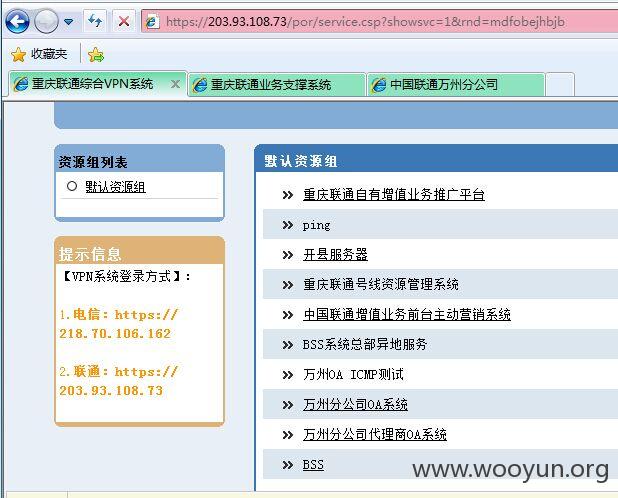 https://203.93.108.73/por/service.csp?showsvc=1&rnd=mdfobejhbjb
收藏夹
重庆联通综合VPN系统
重庆联通业务支撑系统
中国联通万州分公司
资源组列表
默认资源组
提示信息
【VPN系统登录方式】:
1.电信: https://
218.70.106.162
2.联通: https://
203.93.108.73
默认资源组
重庆联通自有增值业务推广平台
ping
开县服务器
重庆联通号线资源管理系统
中国联通增值业务前台主动营销系统
BSS系统总部异地服务
万州OA ICMP测试
万州分公司OA系统
万州分公司代理商OA系统
BSS
www.wooyun.org